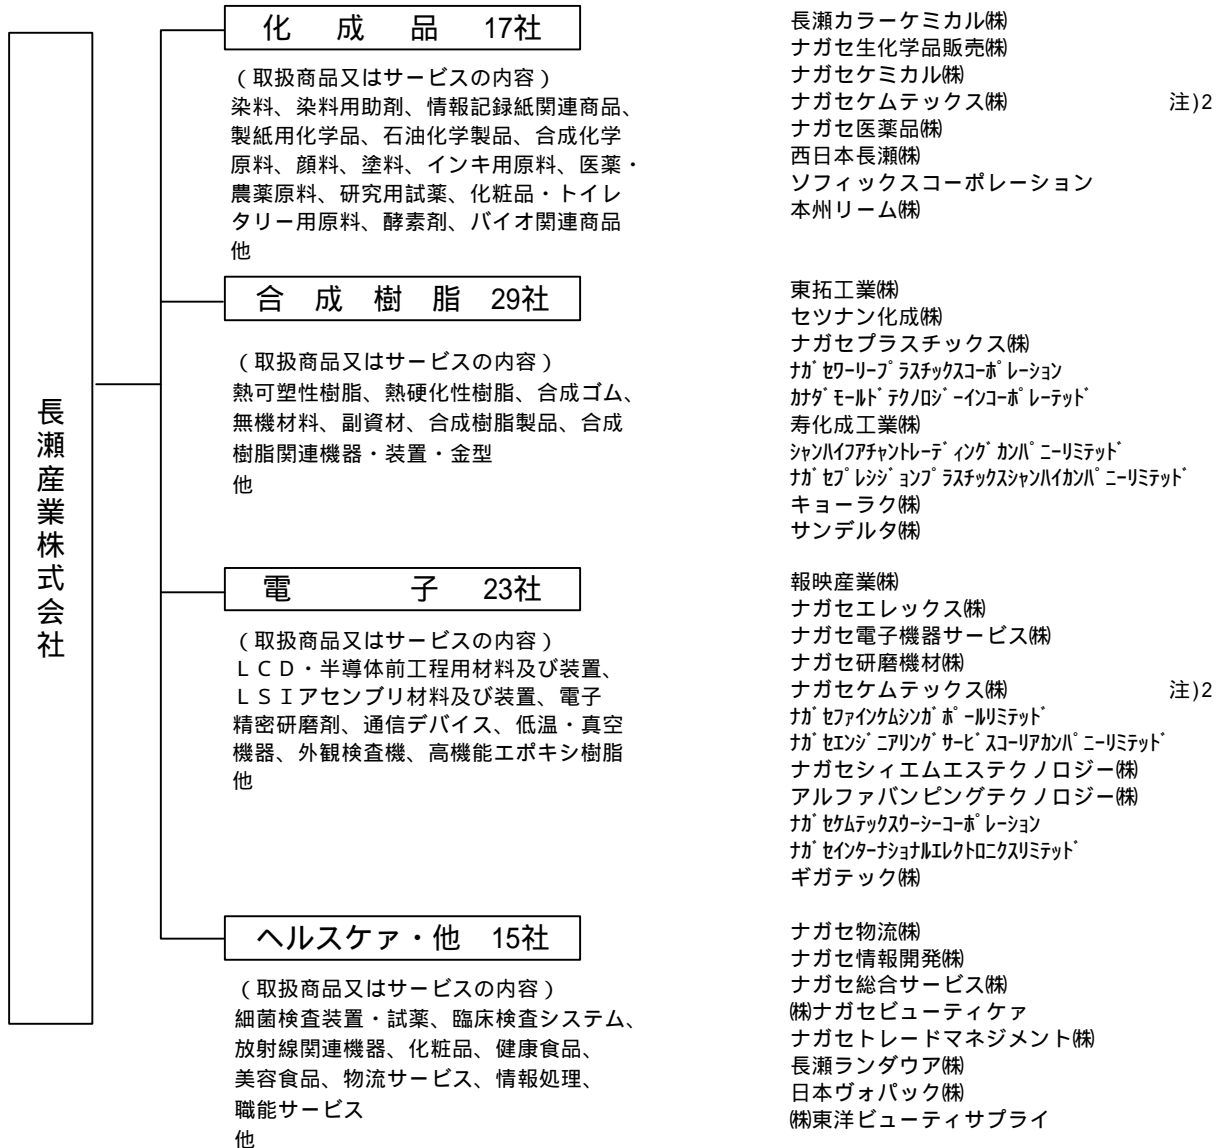 長瀬産業株式会社
化成品 17社
(取扱商品又はサービスの内容)
染料、染料用助剤、情報記録紙関連商品、
製紙用化学品、石油化学製品、合成化学
原料、顔料、塗料、インキ用原料、医薬・
農薬原料、研究用試薬、化粧品・トイレ
タリー用原料、酵素剤、バイオ関連商品
他
長瀬カラーケミカル㈱
ナガセ生化学品販売㈱
ナガセケミカル㈱
ナガセケムテックス㈱ 注)2
ナガセ医薬品㈱
西日本長瀬㈱
ソフィックスコーポレーション
本州リーム㈱
合成樹脂 29社
(取扱商品又はサービスの内容)
熱可塑性樹脂、熱硬化性樹脂、合成ゴム、
無機材料、副資材、合成樹脂製品、合成
樹脂関連機器・装置・金型
他
東拓工業㈱
セツナン化成㈱
ナガセプラスチックス㈱
ナガセワーリープラスチックスコーポレーション
カナダモールドテクノロジーインコーポレーテッド
寿化成工業㈱
シャンハイフアチャントレーディングカンパニーリミテッド
ナガセプレシジョンプラスチックスシャンハイカンパニーリミテッド
キョーラク㈱
サンデルタ㈱
電子 23社
(取扱商品又はサービスの内容)
LCD・半導体前工程用材料及び装置、
LSIアセンブリ材料及び装置、電子
精密研磨剤、通信デバイス、低温・真空
機器、外観検査機、高機能エポキシ樹脂
他
報映産業㈱
ナガセエレックス㈱
ナガセ電子機器サービス㈱
ナガセ研磨機材㈱
ナガセケムテックス㈱ 注)2
ナガセファインケムシンガポールリミテッド
ナガセエンジニアリングサービスコーリアカンパニーリミテッド
ナガセシィエムエステクノロジー㈱
アルファバンピングテクノロジー㈱
ナガセケムテックスウーシーコーポレーション
ナガセインターナショナルエレクトロニクスリミテッド
ギガテック㈱
ヘルスケァ・他 15社
(取扱商品又はサービスの内容)
細菌検査装置・試薬、臨床検査システム、
放射線関連機器、化粧品、健康食品、
美容食品、物流サービス、情報処理、
職能サービス
他
ナガセ物流㈱
ナガセ情報開発㈱
ナガセ総合サービス㈱
㈱ナガセビューティケァ
ナガセトレードマネジメント㈱
長瀬ランダウア㈱
日本ヴォパック㈱
㈱東洋ビューティサプライ